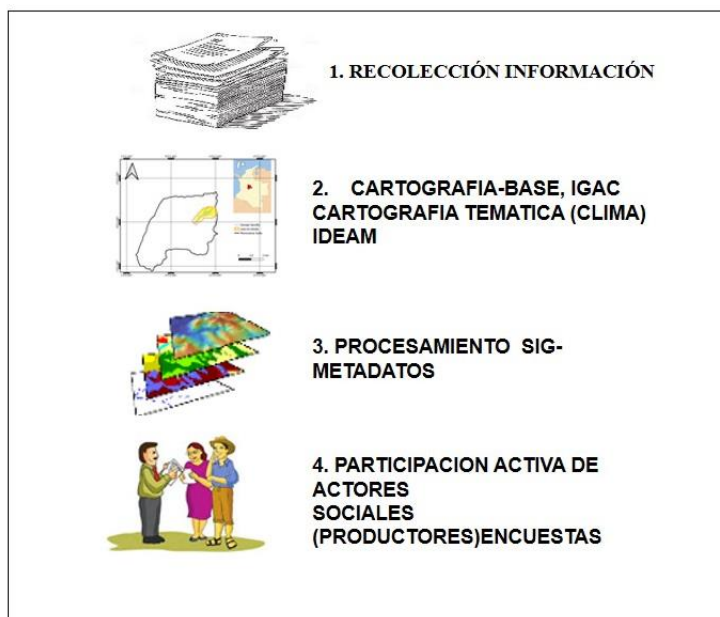 1. RECOLECCIÓN INFORMACIÓN
2. CARTOGRAFIA-BASE, IGAC
CARTOGRAFIA TEMATICA (CLIMA)
IDEAM
3. PROCESAMIENTO SIG-
METADATOS
4. PARTICIPACION ACTIVA DE
ACTORES
SOCIALES
(PRODUCTORES)ENCUESTAS